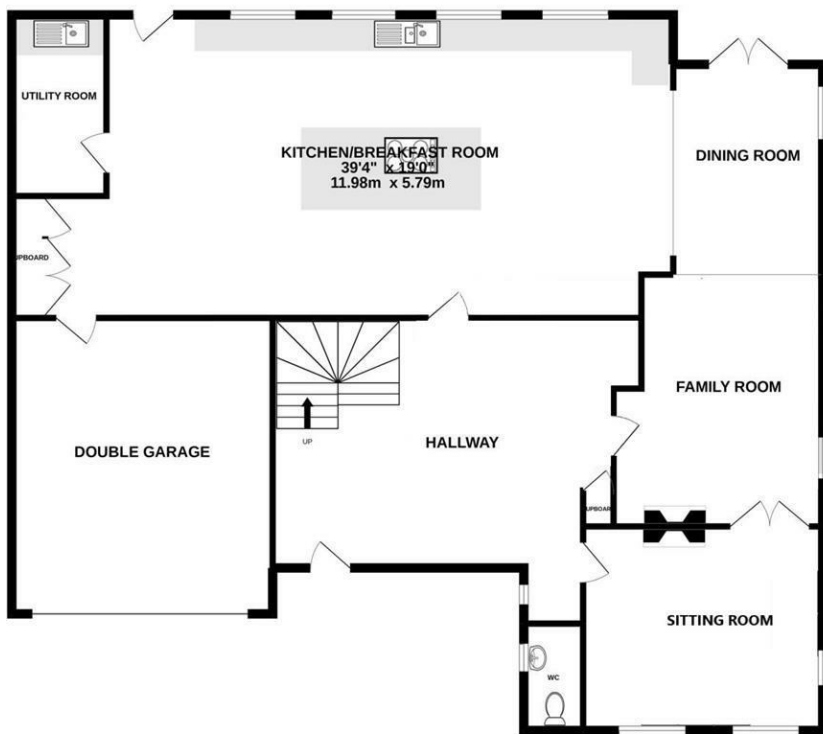 UTILITY ROOM
KITCHEN/BREAKFAST ROOM
39'4" x 19'0"
11.98m x 5.79m
DINING ROOM
UPBOARD
FAMILY ROOM
DOUBLE GARAGE
UP
HALLWAY
UPBOAR
SITTING ROOM
WC